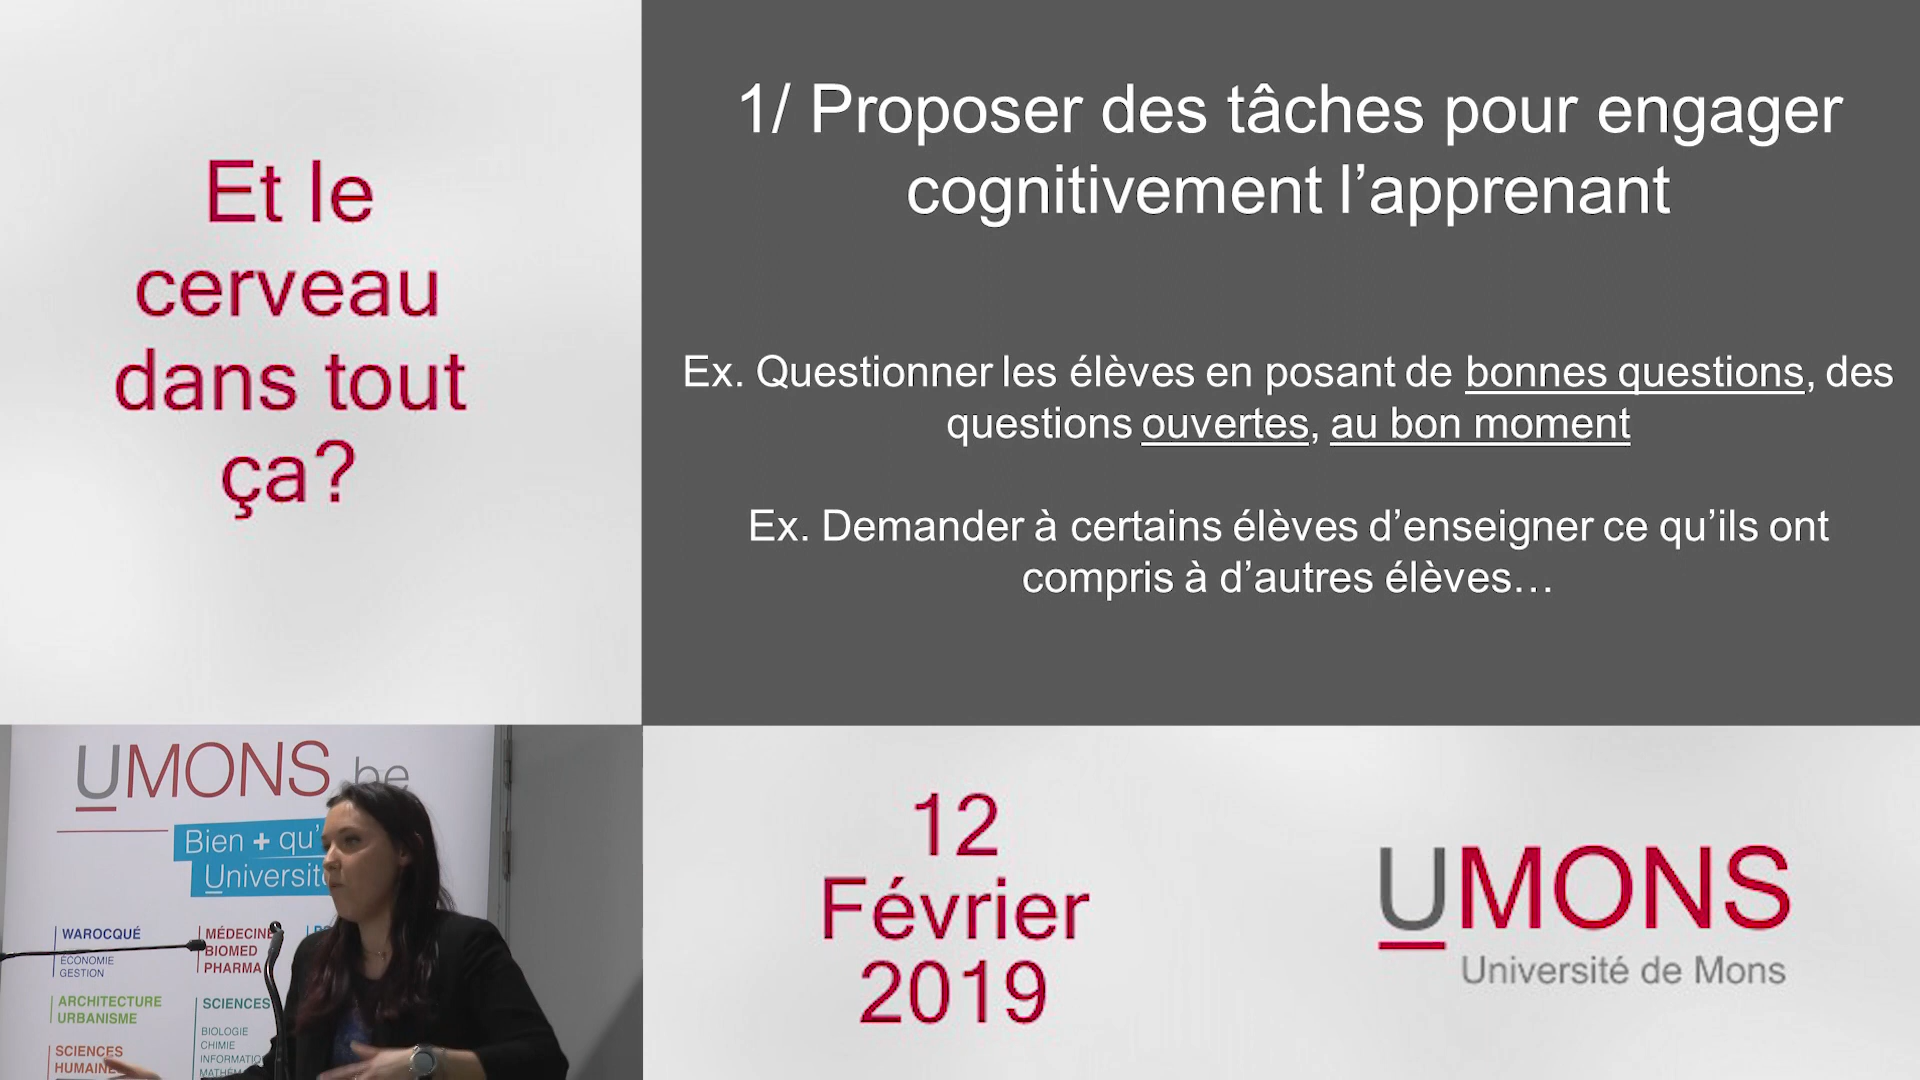 Et le
cerveau
dans tout
ça?
1/ Proposer des tâches pour engager
cognitivement l’apprenant
Ex. Questionner les élèves en posant de bonnes questions, des
questions ouvertes, au bon moment
Ex. Demander à certains élèves d’enseigner ce qu’ils ont
compris à d’autres élèves…
UMONS.be
Bien + qu'
Université
WAROCQUÉ
ÉCONOMIE
GESTION
MÉDECINE
BIOMED
PHARMA
ARCHITECTURE
URBANISME
SCIENCES
BIOLOGIE
CHIMIE
SCIENCES
12
Février
2019
UMONS
Université de Mons